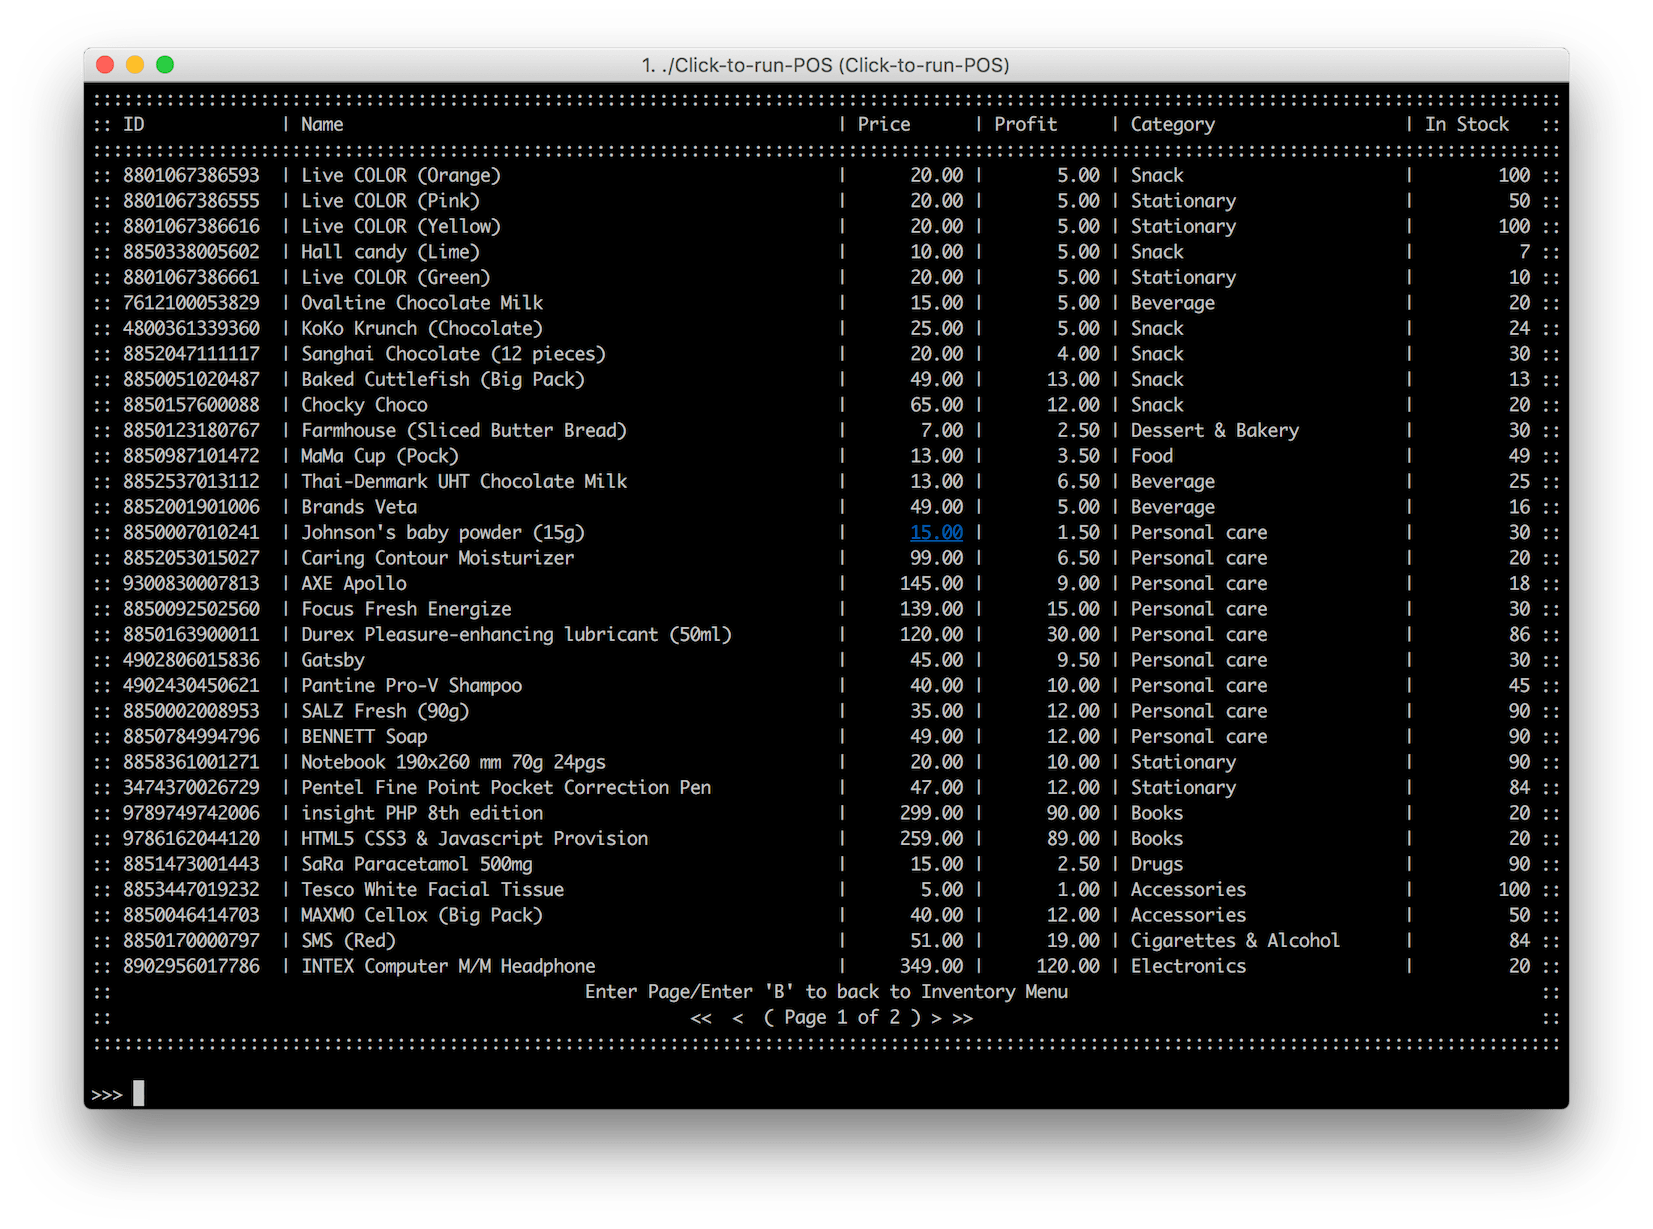 1. ./Click-to-run-POS (Click-to-run-POS)
:: ID | Name | Price | Profit | Category | In Stock ::
:: 8801067386593 | Live COLOR (Orange) | 20.00 | 5.00 | Snack | 100 ::
:: 8801067386555 | Live COLOR (Pink) | 20.00 | 5.00 | Stationary | 50 ::
:: 8801067386616 | Live COLOR (Yellow) | 20.00 | 5.00 | Stationary | 100 ::
:: 8850338005602 | Hall candy (Lime) | 10.00 | 5.00 | Snack | 7 ::
:: 8801067386661 | Live COLOR (Green) | 20.00 | 5.00 | Stationary | 10 ::
:: 7612100053829 | Ovaltine Chocolate Milk | 15.00 | 5.00 | Beverage | 20 ::
:: 4800361339360 | KoKo Krunch (Chocolate) | 25.00 | 5.00 | Snack | 24 ::
:: 8852047111117 | Sanghai Chocolate (12 pieces) | 20.00 | 4.00 | Snack | 30 ::
:: 8850051020487 | Baked Cuttlefish (Big Pack) | 49.00 | 13.00 | Snack | 13 ::
:: 8850157600088 | Chocky Choco | 65.00 | 12.00 | Snack | 20 ::
:: 8850123180767 | Farmhouse (Sliced Butter Bread) | 7.00 | 2.50 | Dessert & Bakery | 30 ::
:: 8850987101472 | MaMa Cup (Pock) | 13.00 | 3.50 | Food | 49 ::
:: 8852537013112 | Thai-Denmark UHT Chocolate Milk | 13.00 | 6.50 | Beverage | 25 ::
:: 8852001901006 | Brands Veta | 49.00 | 5.00 | Beverage | 16 ::
:: 8850007010241 | Johnson's baby powder (15g) | 15.00 | 1.50 | Personal care | 30 ::
:: 8852053015027 | Caring Contour Moisturizer | 99.00 | 6.50 | Personal care | 20 ::
:: 9300830007813 | AXE Apollo | 145.00 | 9.00 | Personal care | 18 ::
:: 8850092502560 | Focus Fresh Energize | 139.00 | 15.00 | Personal care | 30 ::
:: 8850163900011 | Durex Pleasure-enhancing lubricant (50ml) | 120.00 | 30.00 | Personal care | 86 ::
:: 4902806015836 | Gatsby | 45.00 | 9.50 | Personal care | 30 ::
:: 4902430450621 | Pantine Pro-V Shampoo | 40.00 | 10.00 | Personal care | 45 ::
:: 8850002008953 | SALZ Fresh (90g) | 35.00 | 12.00 | Personal care | 90 ::
:: 8850784994796 | BENNETT Soap | 49.00 | 12.00 | Personal care | 90 ::
:: 8858361001271 | Notebook 190x260 mm 70g 24pgs | 20.00 | 10.00 | Stationary | 90 ::
:: 3474370026729 | Pentel Fine Point Pocket Correction Pen | 47.00 | 12.00 | Stationary | 84 ::
:: 9789749742006 | insight PHP 8th edition | 299.00 | 90.00 | Books | 20 ::
:: 9786162044120 | HTML5 CSS3 & Javascript Provision | 259.00 | 89.00 | Books | 20 ::
:: 8851473001443 | SaRa Paracetamol 500mg | 15.00 | 2.50 | Drugs | 90 ::
:: 8853447019232 | Tesco White Facial Tissue | 5.00 | 1.00 | Accessories | 100 ::
:: 8850046414703 | MAXMO Cellox (Big Pack) | 40.00 | 12.00 | Accessories | 50 ::
:: 8850170000797 | SMS (Red) | 51.00 | 19.00 | Cigarettes & Alcohol | 84 ::
:: 8902956017786 | INTEX Computer M/M Headphone | 349.00 | 120.00 | Electronics | 20 ::
:: Enter Page/Enter 'B' to back to Inventory Menu ::
:: << < ( Page 1 of 2 ) > >> ::
>>>